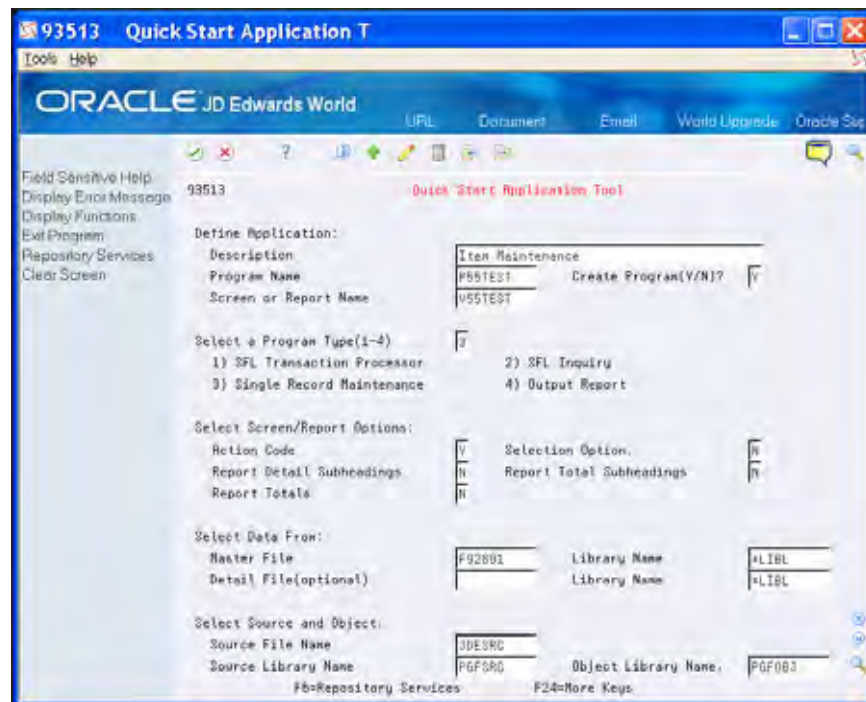 93513 Quick Start Application T
Tools Help
ORACLE JD Edwards World
URL Document Email World Upgrade Oracle Sup
?
Field Sensitive Help
Display Error Message
Display Functions
Exit Program
Repository Services
Clear Screen
93513 Quick Start Application Tool
Define Application:
Description Item Maintenance
Program Name P55TEST Create Program(Y/N)? Y
Screen or Report Name V55TEST
Select a Program Type(1-4) 3
1) SFL Transaction Processor 2) SFL Inquiry
3) Single Record Maintenance 4) Output Report
Select Screen/Report Options:
Action Code Y Selection Option. N
Report Detail Subheadings N Report Total Subheadings N
Report Totals N
Select Data From:
Master File F92801 Library Name *LIBL
Detail File(optional) Library Name *LIBL
Select Source and Object:
Source File Name JDESRC
Source Library Name PGFSRC Object Library Name. PGFOBJ
F6=Repository Services F24=More Keys